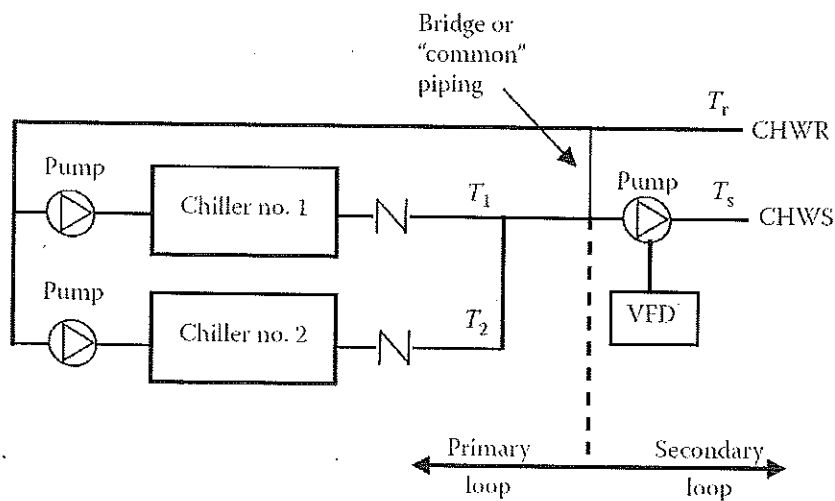 Bridge or
"common"
piping
T_r
CHWR
Pump
Chiller no. 1
T_1
Pump
T_s
CHWS
Pump
Chiller no. 2
T_2
VFD
Primary
loop
Secondary
loop